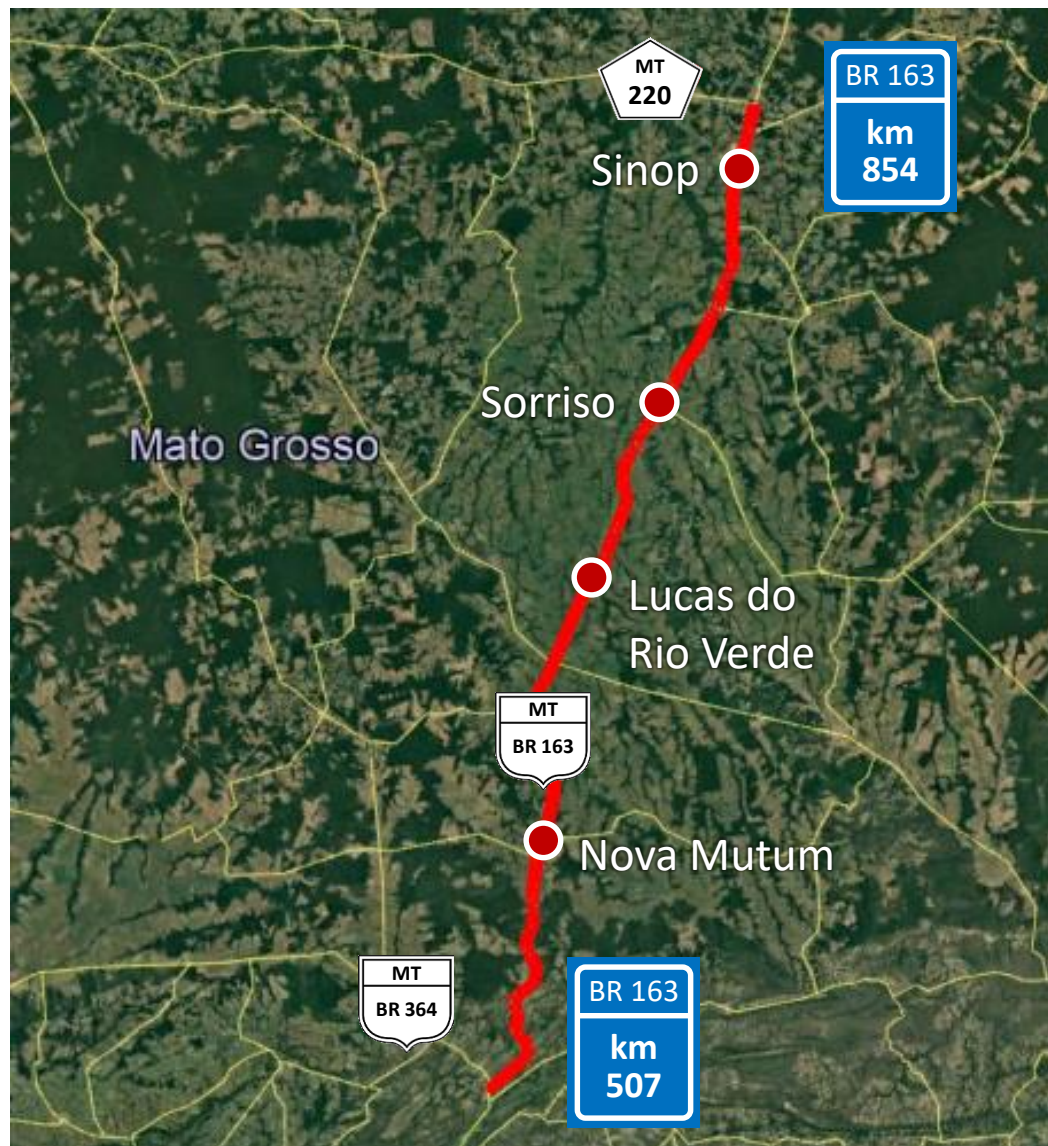 MT
220
BR 163
km
854
Sinop
Sorriso
Mato Grosso
Lucas do
Rio Verde
MT
BR 163
Nova Mutum
MT
BR 364
BR 163
km
507